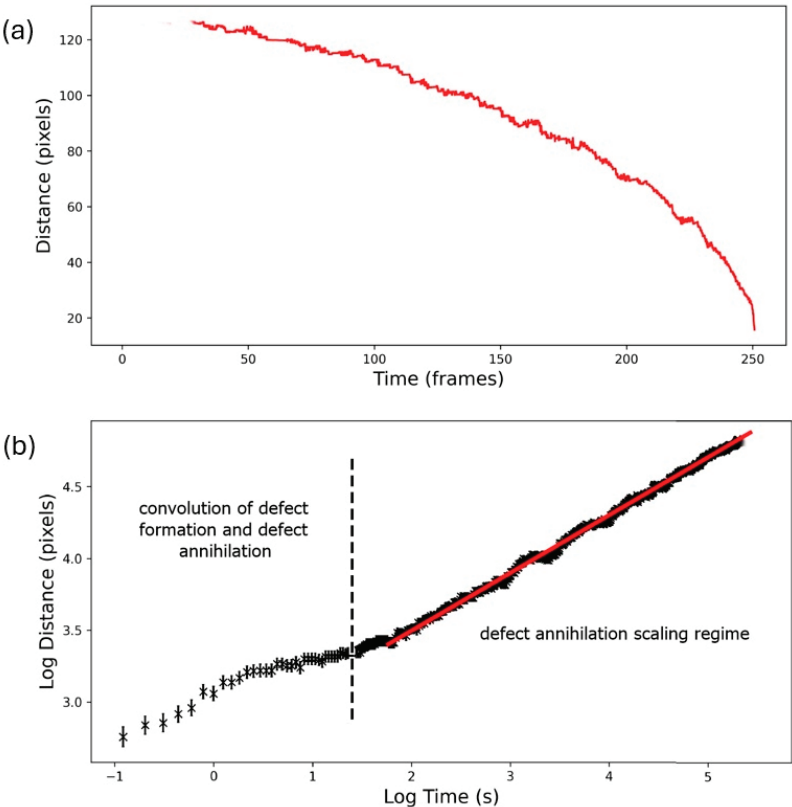 (a)
120
100
80
60
40
20
Distance (pixels)
0 50 100 150 200 250
Time (frames)
(b)
4.5
4.0
3.5
3.0
Log Distance (pixels)
convolution of defect
formation and defect
annihilation
defect annihilation scaling regime
−1 0 1 2 3 4 5
Log Time (s)